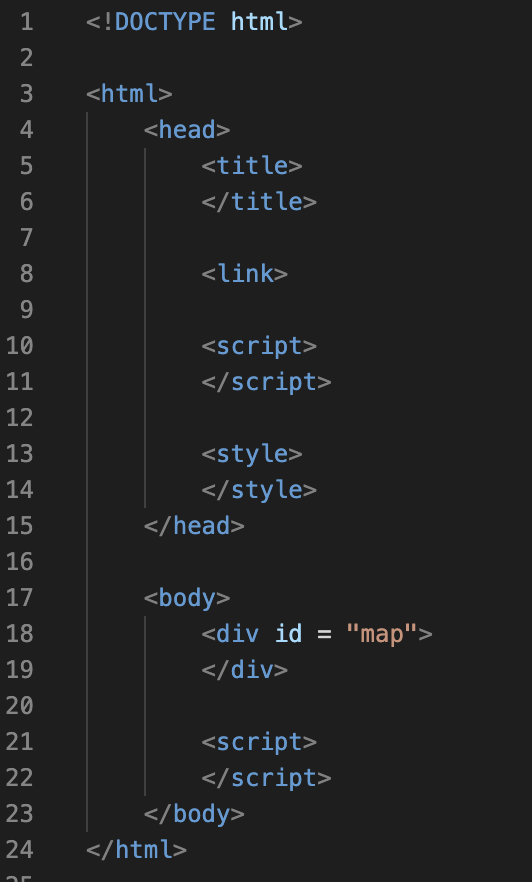 1 <!DOCTYPE html>
2
3 <html>
4     <head>
5         <title>
6         </title>
7
8         <link>
9
10         <script>
11         </script>
12
13         <style>
14         </style>
15     </head>
16
17     <body>
18         <div id = "map">
19         </div>
20
21         <script>
22         </script>
23     </body>
24 </html>